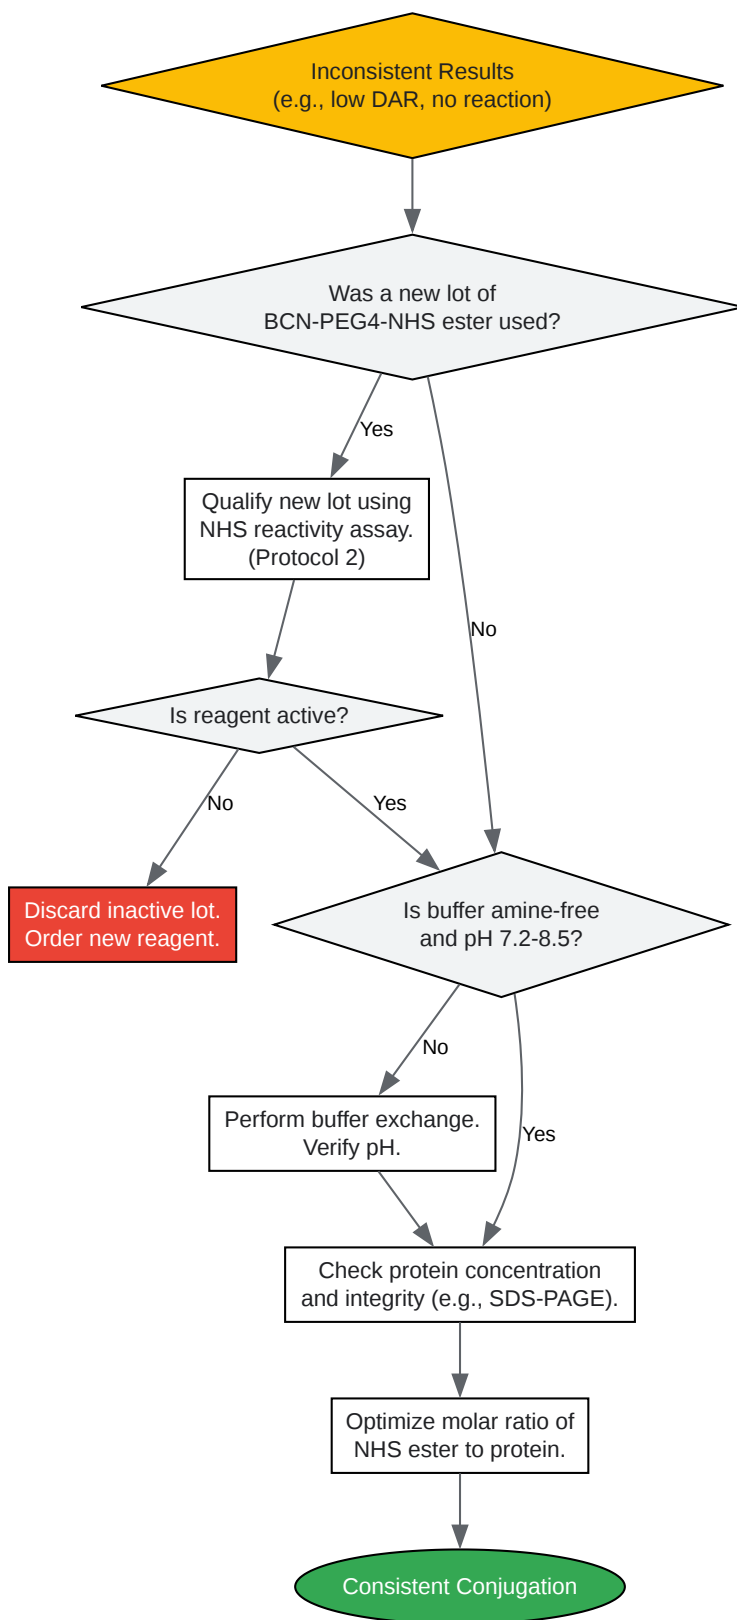 Inconsistent Results
(e.g., low DAR, no reaction)
Was a new lot of
BCN-PEG4-NHS ester used?
Yes
No
Qualify new lot using
NHS reactivity assay.
(Protocol 2)
Is reagent active?
No
Yes
Discard inactive lot.
Order new reagent.
Is buffer amine-free
and pH 7.2-8.5?
No
Yes
Perform buffer exchange.
Verify pH.
Check protein concentration
and integrity (e.g., SDS-PAGE).
Optimize molar ratio of
NHS ester to protein.
Consistent Conjugation